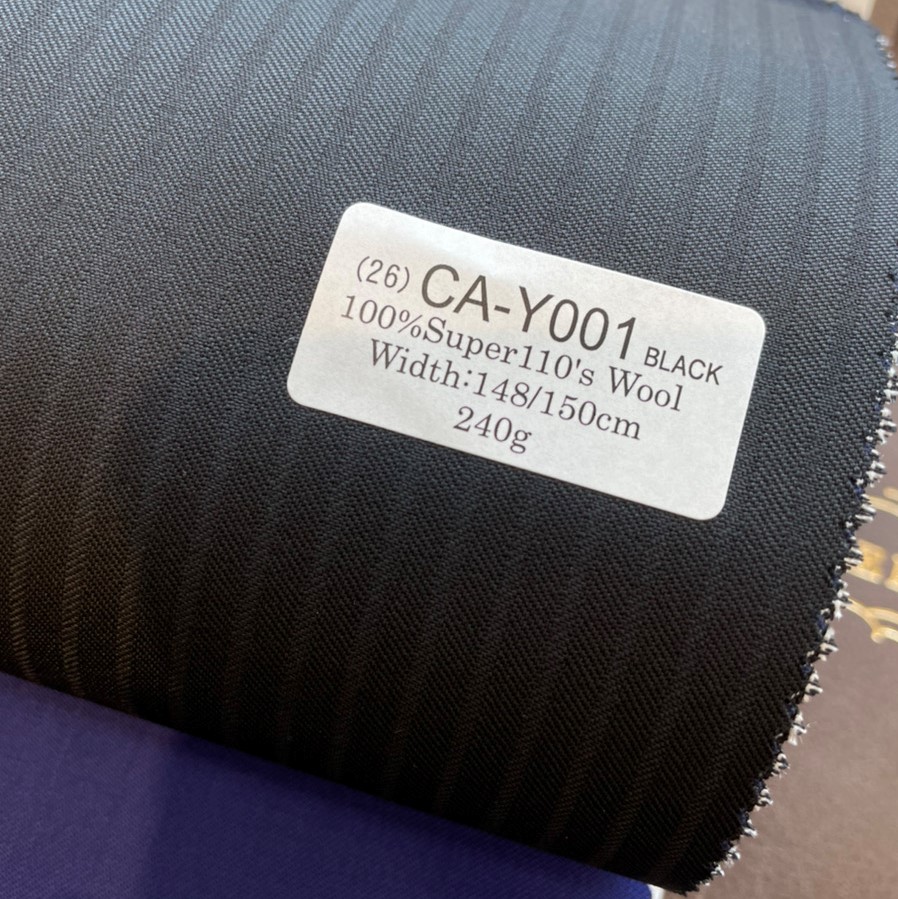 (26) CA-Y001 BLACK
100%Super110's Wool
Width:148/150cm
240g